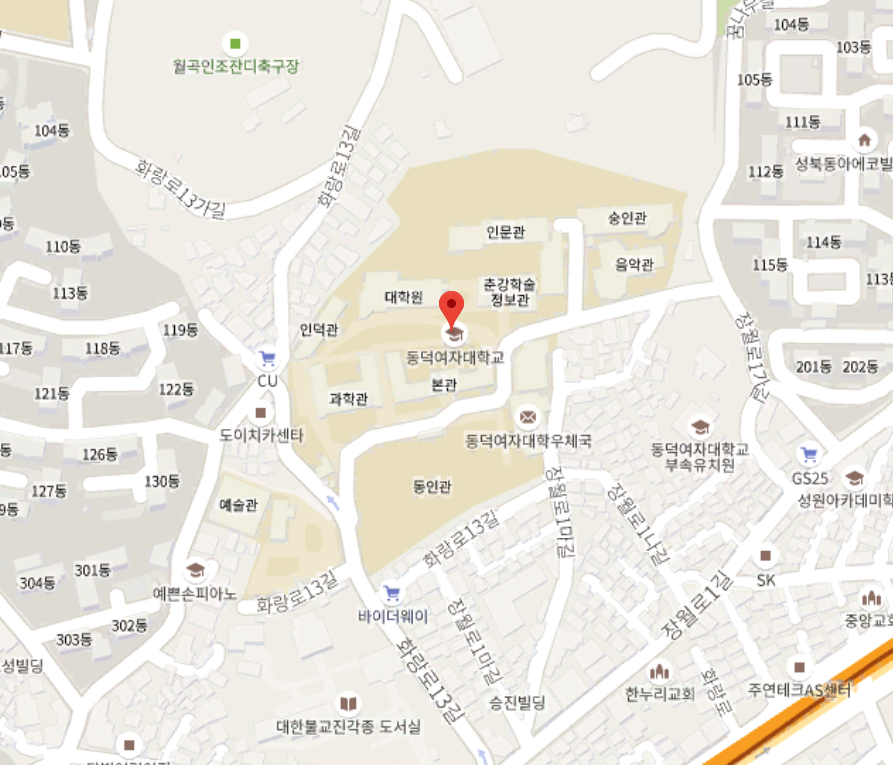 104동
103동
월곡인조잔디축구장
105동
111동
104동
성북동아에코빌
112동
화랑로13길
화랑로13가길
숭인관
인문관
110동
114동
음악관
115동
113동
춘강학술
정보관
대학원
인덕관
119동
118동
동덕여자대학교
장월로1가길
201동 202동
CU
본관
122동
121동
과학관
도이치카센타
동덕여자대학우체국
동덕여자대학교
부속유치원
126동
GS25
130동
127동
동인관
성원아카데미학
예술관
장월로1마길
장월로1나길
화랑로13길
SK
301동
304동
예쁜손피아노
화랑로13길
바이더웨이
장월로1길
중앙교회
302동
303동
장월로1마길
화랑로13길
성빌딩
한누리교회
화랑로
주연테크AS센터
승진빌딩
대한불교진각종 도서실